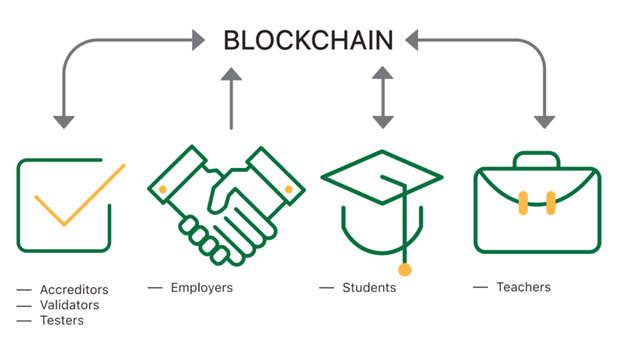 BLOCKCHAIN
— Accreditors
— Validators
— Testers
— Employers
— Students
— Teachers